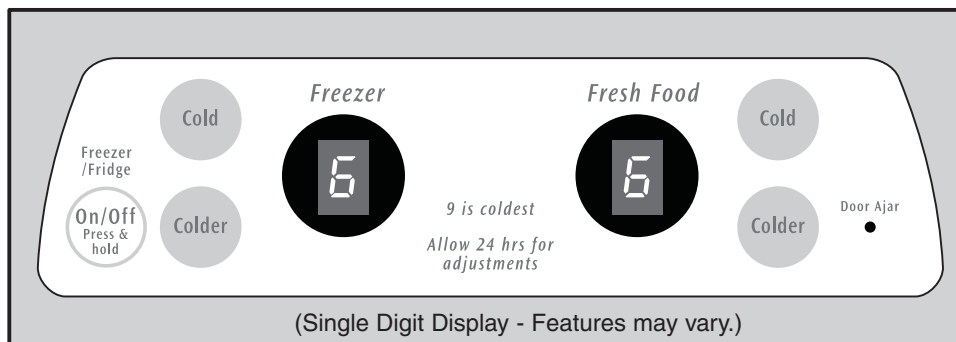 Freezer
Fresh Food
Cold
Cold
Freezer
/Fridge
6
6
On/Off
Press &
hold
Colder
9 is coldest
Allow 24 hrs for
adjustments
Colder
Door Ajar
(Single Digit Display - Features may vary.)